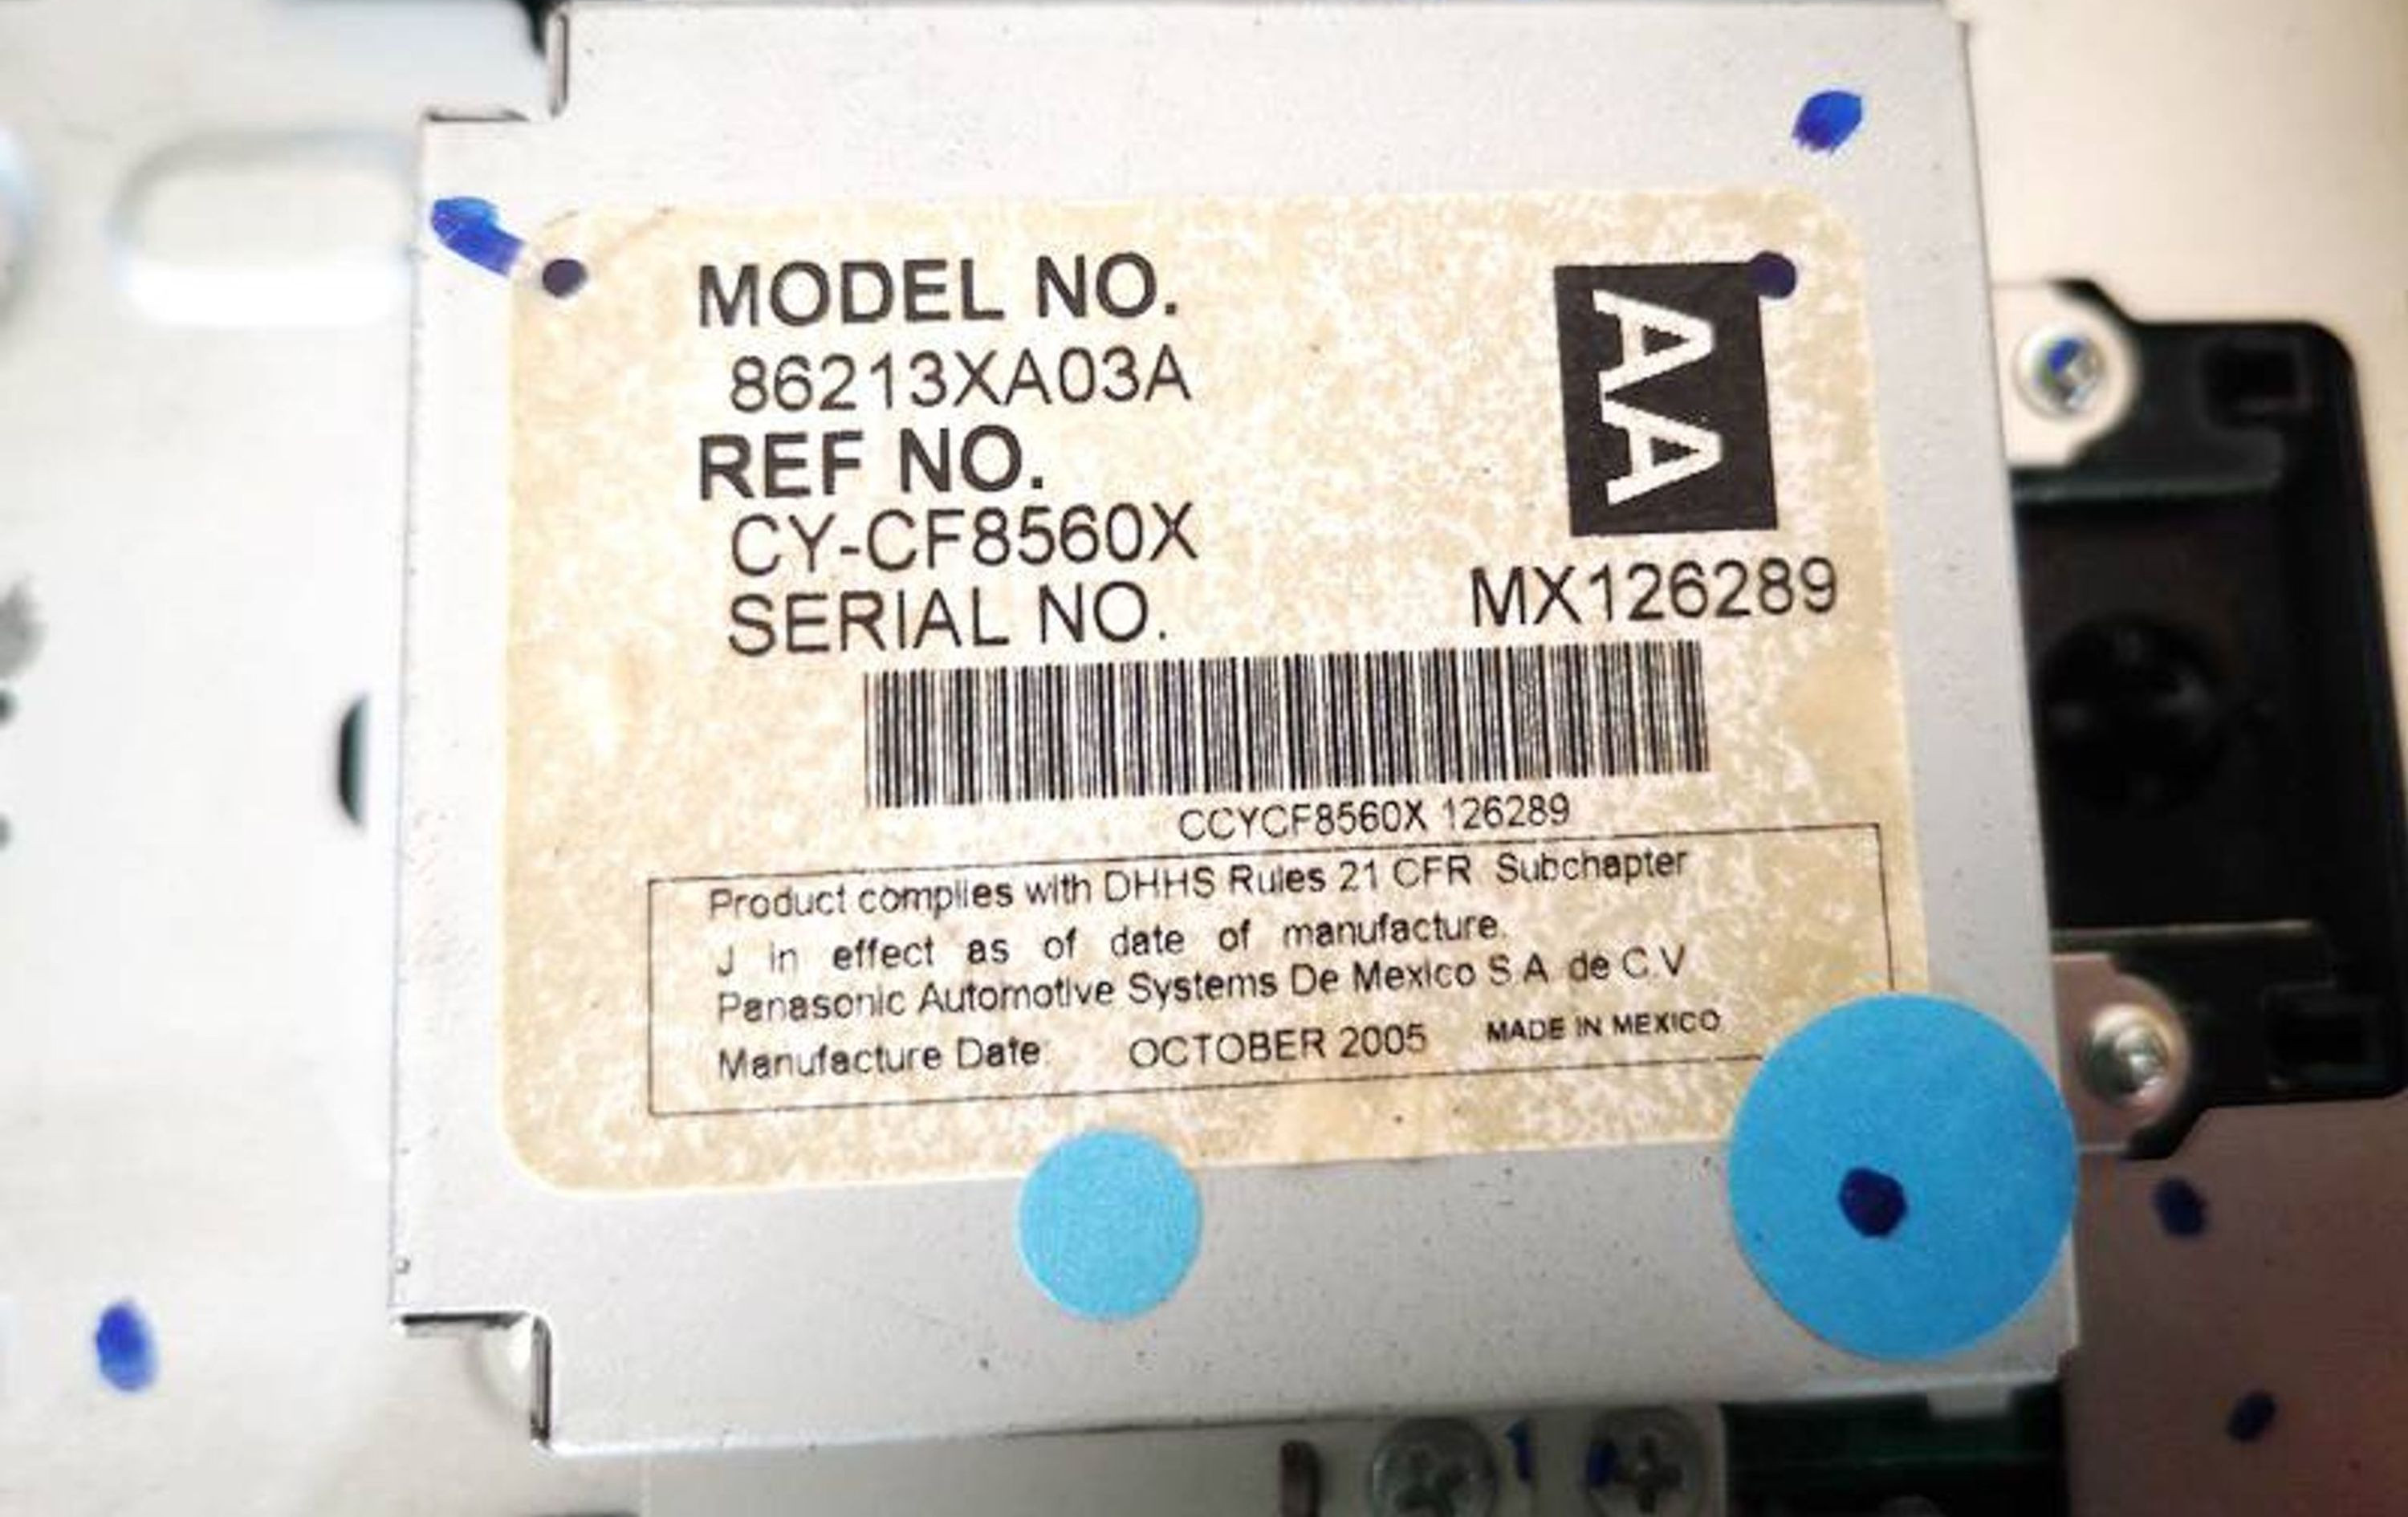 MODEL NO.
86213XA03A
AA
REF NO.
CY-CF8560X
SERIAL NO. MX126289
CCYCF8560X 126289
Product complies with DHHS Rules 21 CFR Subchapter
J in effect as of date of manufacture.
Panasonic Automotive Systems De Mexico S.A. de C.V
Manufacture Date: OCTOBER 2005 MADE IN MEXICO